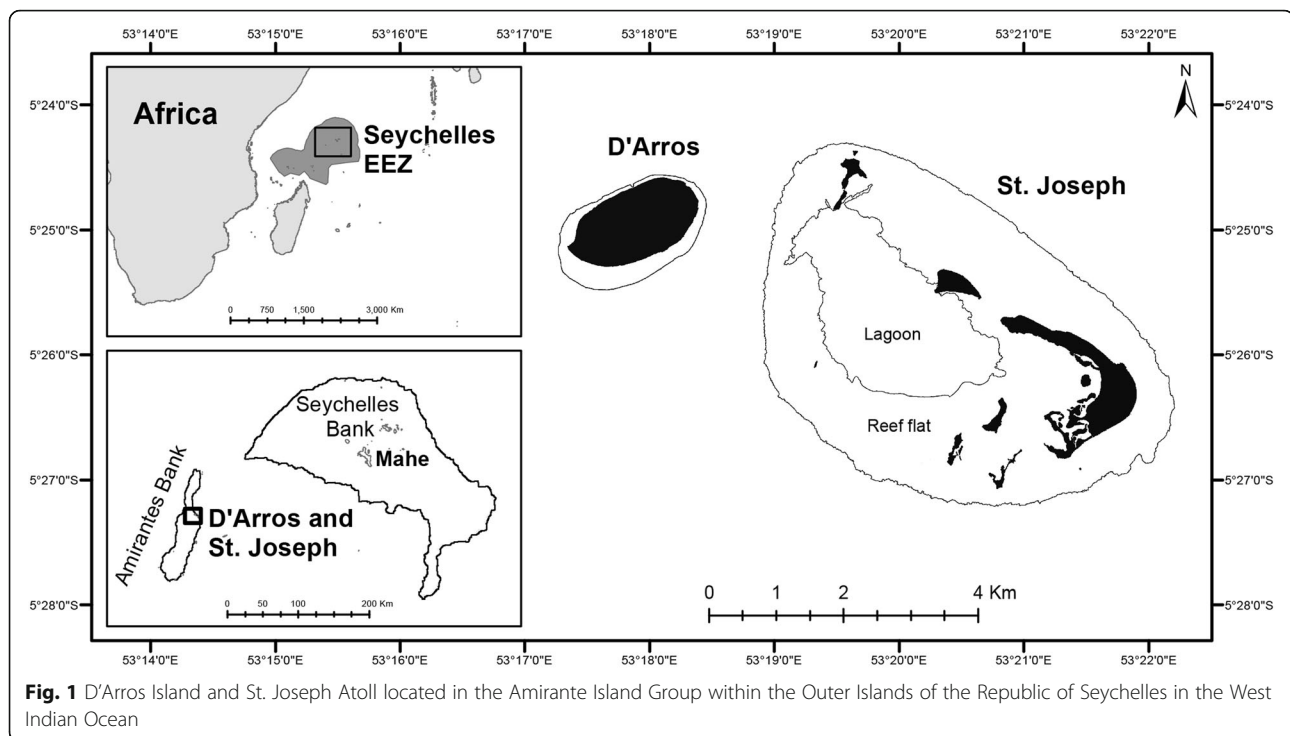 53°14'0"E 53°15'0"E 53°16'0"E 53°17'0"E 53°18'0"E 53°19'0"E 53°20'0"E 53°21'0"E 53°22'0"E
N
5°24'0"S 5°24'0"S
Africa
Seychelles
EEZ
0 750 1,500 3,000 Km
D'Arros
St. Joseph
5°25'0"S 5°25'0"S
Lagoon
5°26'0"S 5°26'0"S
Reef flat
Seychelles
Bank
Mahe
Amirantes Bank
D'Arros and
St. Joseph
0 50 100 200 Km
5°27'0"S 5°27'0"S
0 1 2 4 Km
5°28'0"S 5°28'0"S
53°14'0"E 53°15'0"E 53°16'0"E 53°17'0"E 53°18'0"E 53°19'0"E 53°20'0"E 53°21'0"E 53°22'0"E
Fig. 1 D'Arros Island and St. Joseph Atoll located in the Amirante Island Group within the Outer Islands of the Republic of Seychelles in the West
Indian Ocean